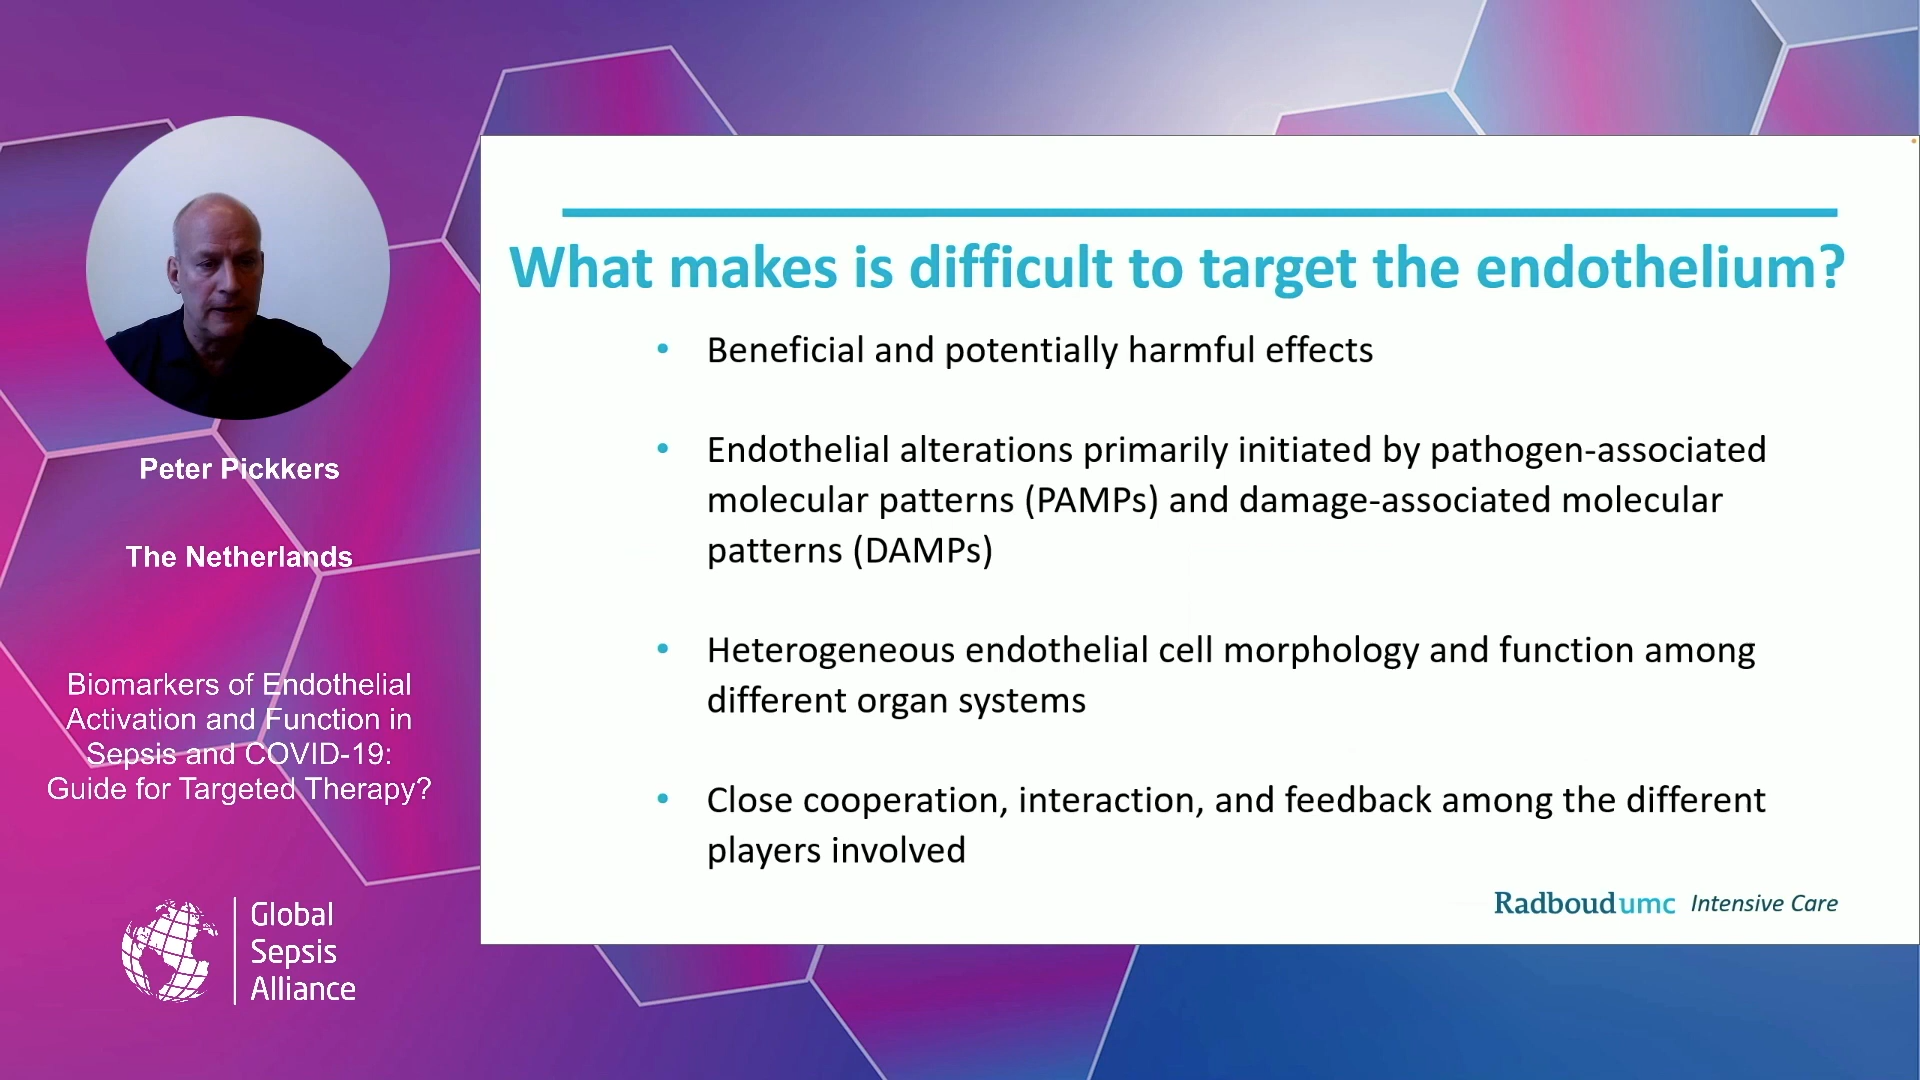 Peter Pickkers
The Netherlands
Biomarkers of Endothelial
Activation and Function in
Sepsis and COVID-19:
Guide for Targeted Therapy?
Global
Sepsis
Alliance
What makes is difficult to target the endothelium?
• Beneficial and potentially harmful effects
• Endothelial alterations primarily initiated by pathogen-associated
molecular patterns (PAMPs) and damage-associated molecular
patterns (DAMPs)
• Heterogeneous endothelial cell morphology and function among
different organ systems
• Close cooperation, interaction, and feedback among the different
players involved
Radboudumc Intensive Care